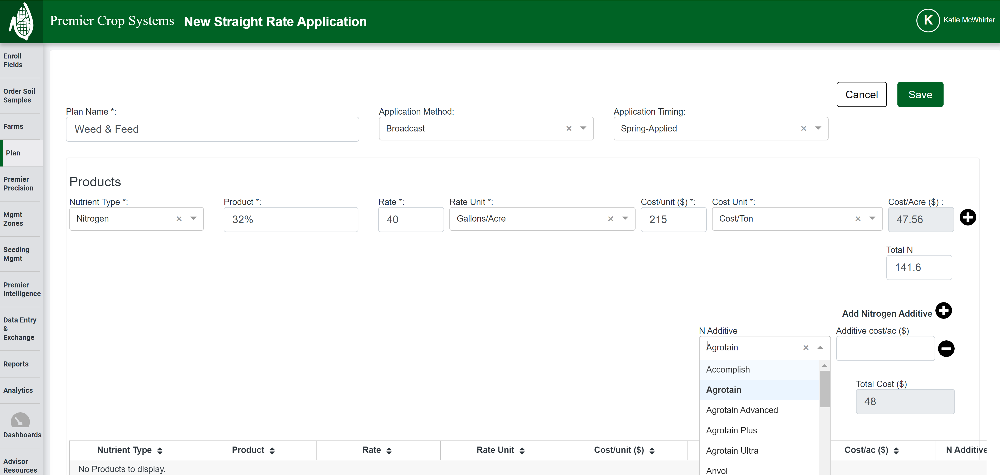 Premier Crop Systems New Straight Rate Application
K Katie McWhirter
Enroll
Fields
Order Soil
Samples
Farms
Plan
Premier
Precision
Mgmt
Zones
Seeding
Mgmt
Premier
Intelligence
Data Entry
&
Exchange
Reports
Analytics
Dashboards
Advisor
Resources
Cancel Save
Plan Name *: Application Method: Application Timing:
Weed & Feed Broadcast Spring-Applied
Products
Nutrient Type *: Product *: Rate *: Rate Unit *: Cost/unit ($) *: Cost Unit *: Cost/Acre ($) :
Nitrogen 32% 40 Gallons/Acre 215 Cost/Ton 47.56
Total N
141.6
Add Nitrogen Additive
N Additive Additive cost/ac ($)
Agrotain
Accomplish
Agrotain
Agrotain Advanced
Agrotain Plus
Agrotain Ultra
Anvol
Total Cost ($)
48
Nutrient Type Product Rate Rate Unit Cost/unit ($) Cost/ac ($) N Additive
No Products to display.